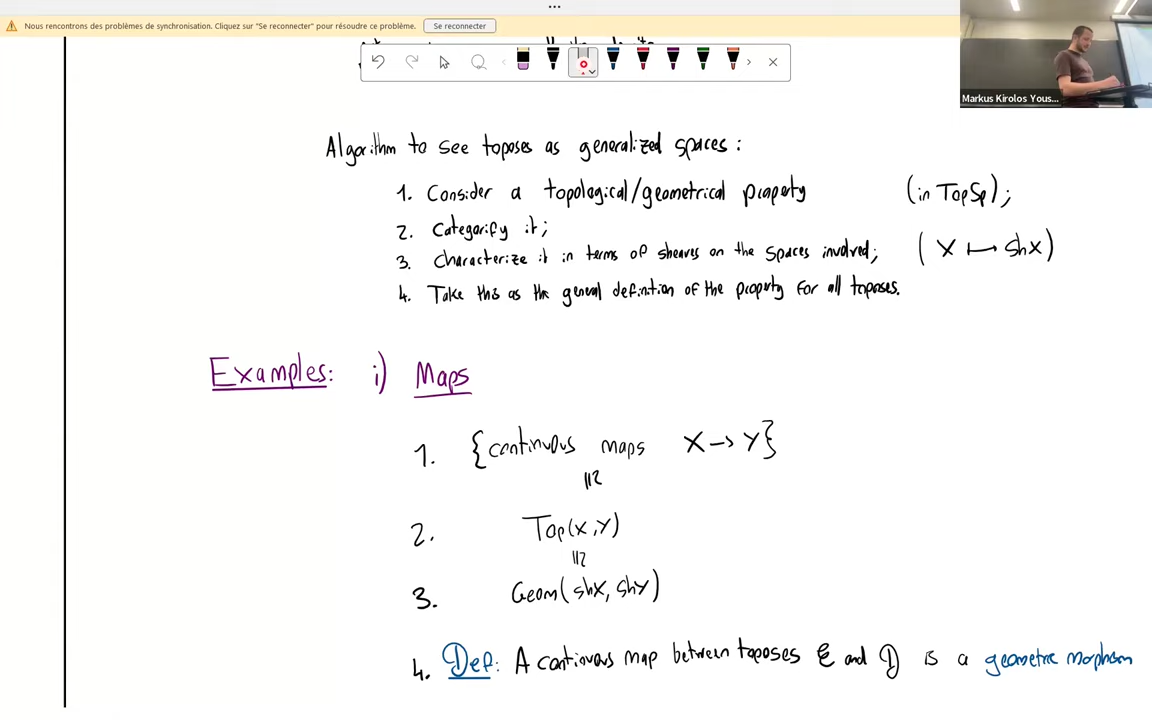 Nous rencontrons des problèmes de synchronisation. Cliquez sur "Se reconnecter" pour résoudre ce problème. Se reconnecter
Markus Kirolos Yous...
Algorithm to see toposes as generalized spaces:
1. Consider a topological/geometrical property (in TopSp);
2. Categorify it;
3. Characterize it in terms of sheaves on the spaces involved; (X ↦ ShX)
4. Take this as the general definition of the property for all toposes.
Examples: i) Maps
1. {continuous maps X → Y}
≅
2. Top(X,Y)
≅
3. Geom(ShX, ShY)
4. Def: A continuous map between toposes ℰ and 𝒟 is a geometric morphism